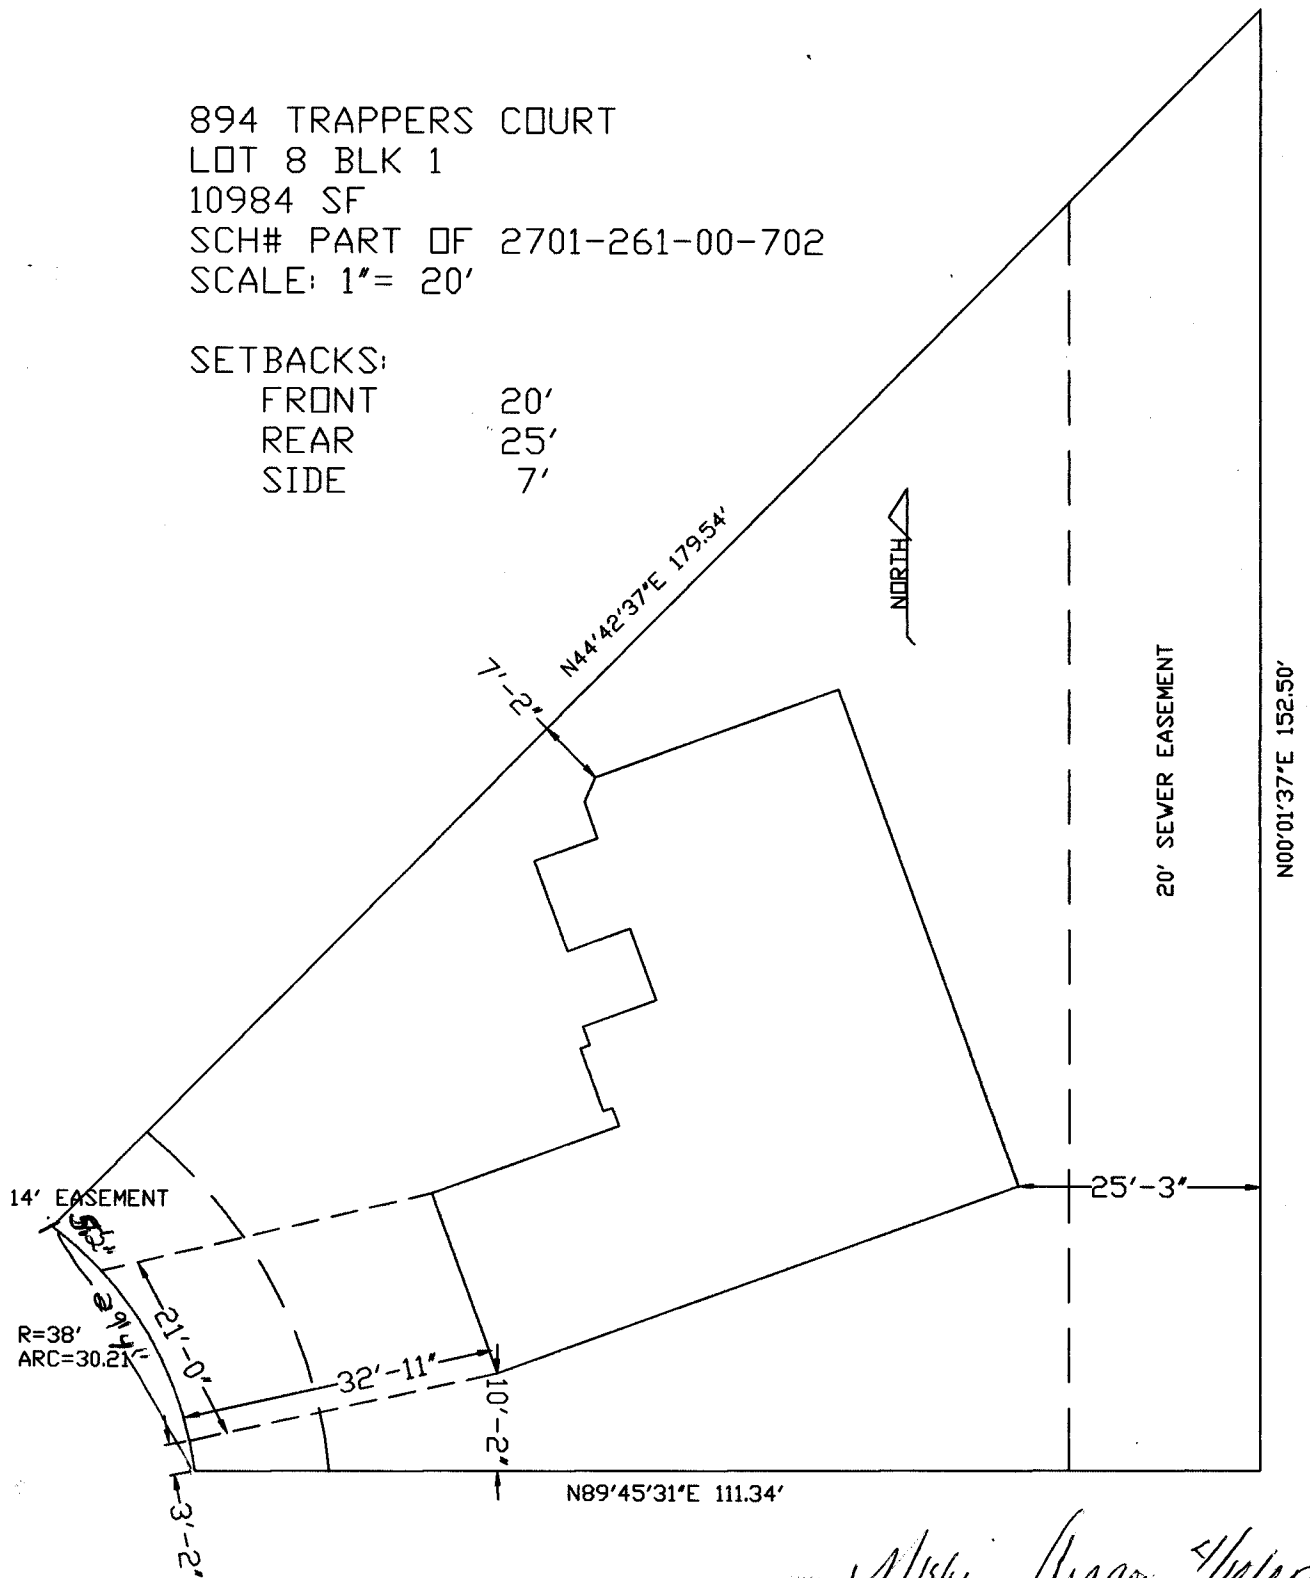 894 TRAPPERS COURT
LOT 8 BLK 1
10984 SF
SCH# PART OF 2701-261-00-702
SCALE: 1"= 20'
SETBACKS:
FRONT 20'
REAR 25'
SIDE 7'
N44'42'37"E 179.54'
7'-2"
NORTH
20' SEWER EASEMENT
N00'01'37"E 152.50'
14' EASEMENT
25'-3"
R=38'
ARC=30.21'
21'-0"
32'-11"
10'-2"
3'-2"
N89'45'31"E 111.34'